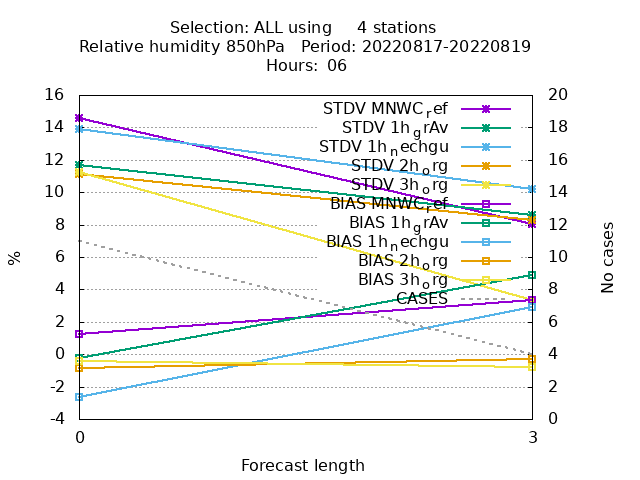 Selection: ALL using     4 stations
Relative humidity 850hPa   Period: 20220817-20220819
Hours: 06
16
14
12
10
8
6
4
2
0
-2
-4
%
20
18
16
14
12
10
8
6
4
2
0
No cases
STDV MNWC_ref
STDV 1h_grAv
STDV 1h_nechgu
STDV 2h_org
STDV 3h_org
BIAS MNWC_ref
BIAS 1h_grAv
BIAS 1h_nechgu
BIAS 2h_org
BIAS 3h_org
CASES
0 3
Forecast length